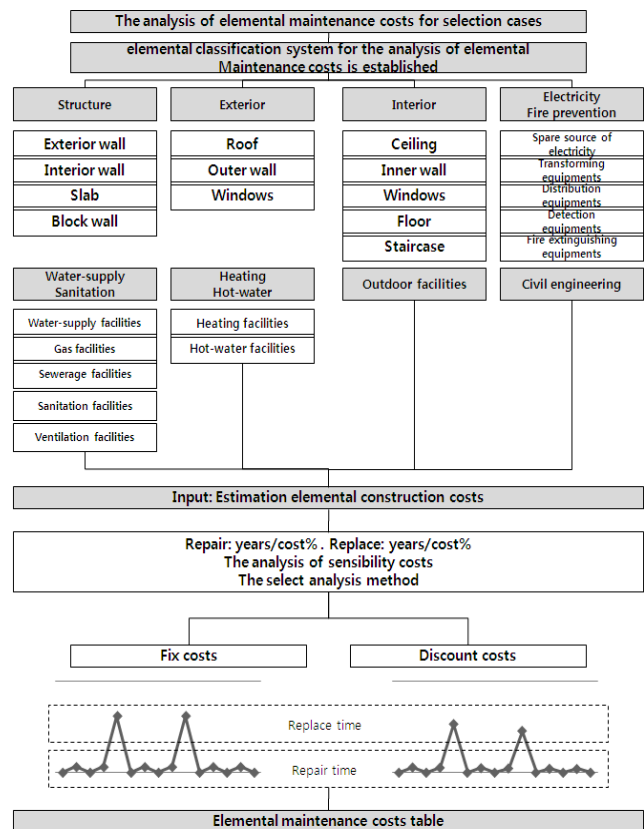 The analysis of elemental maintenance costs for selection cases
elemental classification system for the analysis of elemental
Maintenance costs is established
Structure
Exterior wall
Interior wall
Slab
Block wall
Exterior
Roof
Outer wall
Windows
Interior
Ceiling
Inner wall
Windows
Floor
Staircase
Electricity
Fire prevention
Spare source of
electricity
Transforming
equipments
Distribution
equipments
Detection
equipments
Fire extinguishing
equipments
Water-supply
Sanitation
Water-supply facilities
Gas facilities
Sewerage facilities
Sanitation facilities
Ventilation facilities
Heating
Hot-water
Heating facilities
Hot-water facilities
Outdoor facilities
Civil engineering
Input: Estimation elemental construction costs
Repair: years/cost% . Replace: years/cost%
The analysis of sensibility costs
The select analysis method
Fix costs
Discount costs
Replace time
Repair time
Elemental maintenance costs table